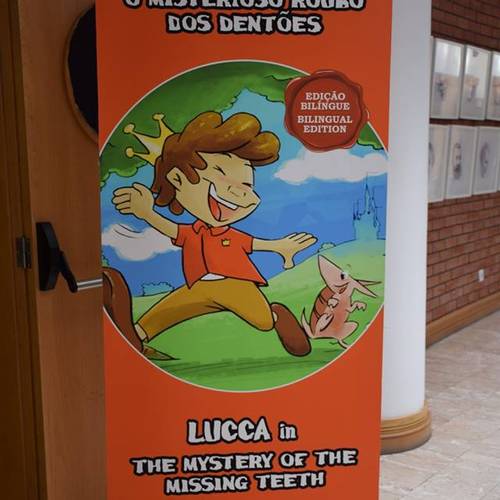 O MISTERIOSO ROUBO
DOS DENTÕES
EDIÇÃO
BILÍNGUE
BILINGUAL
EDITION
LUCCA in
THE MYSTERY OF THE
MISSING TEETH